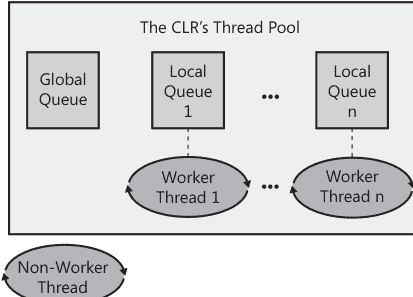 The CLR's Thread Pool
Global
Queue
Local
Queue
1
...
Local
Queue
n
Worker
Thread 1
...
Worker
Thread n
Non-Worker
Thread